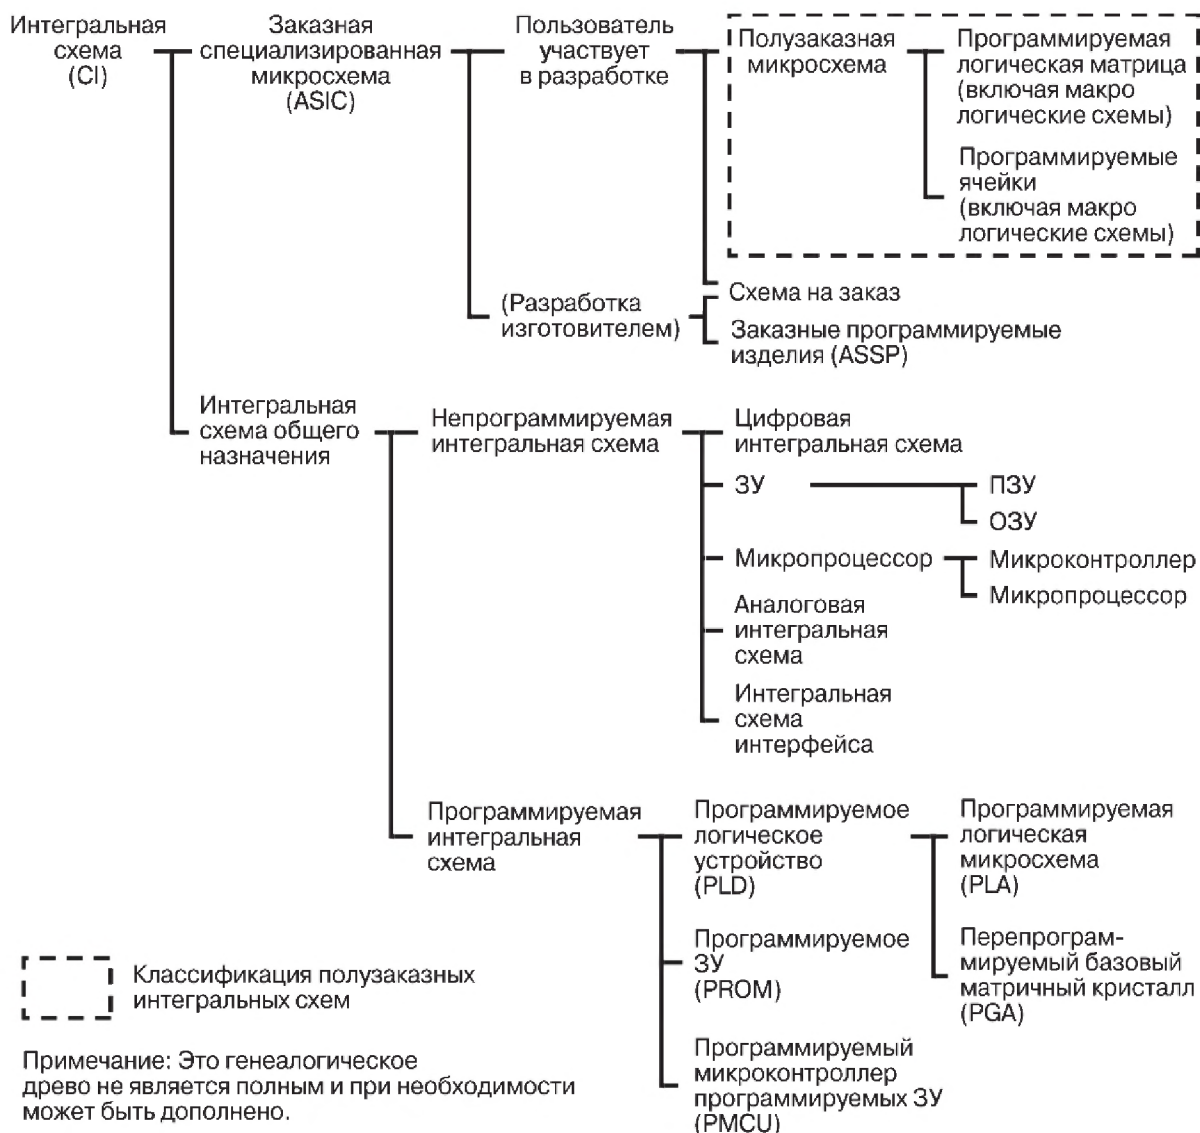 Интегральная
схема
(CI)
Заказная
специализированная
микросхема
(ASIC)
Пользователь
участвует
в разработке
Полузаказная
микросхема
Программируемая
логическая матрица
(включая макро
логические схемы)
Программируемые
ячейки
(включая макро
логические схемы)
(Разработка
изготовителем)
Схема на заказ
Заказные программируемые
изделия (ASSP)
Интегральная
схема общего
назначения
Непрограммируемая
интегральная схема
Цифровая
интегральная схема
ЗУ
ПЗУ
ОЗУ
Микропроцессор
Микроконтроллер
Микропроцессор
Аналоговая
интегральная
схема
Интегральная
схема
интерфейса
Программируемая
интегральная
схема
Программируемое
логическое
устройство
(PLD)
Программируемая
логическая
микросхема
(PLA)
Перепрограм-
мируемый базовый
матричный кристалл
(PGA)
Программируемое
ЗУ
(PROM)
Программируемый
микроконтроллер
программируемых ЗУ
(PMCU)
Классификация полузаказных
интегральных схем
Примечание: Это генеалогическое
древо не является полным и при необходимости
может быть дополнено.